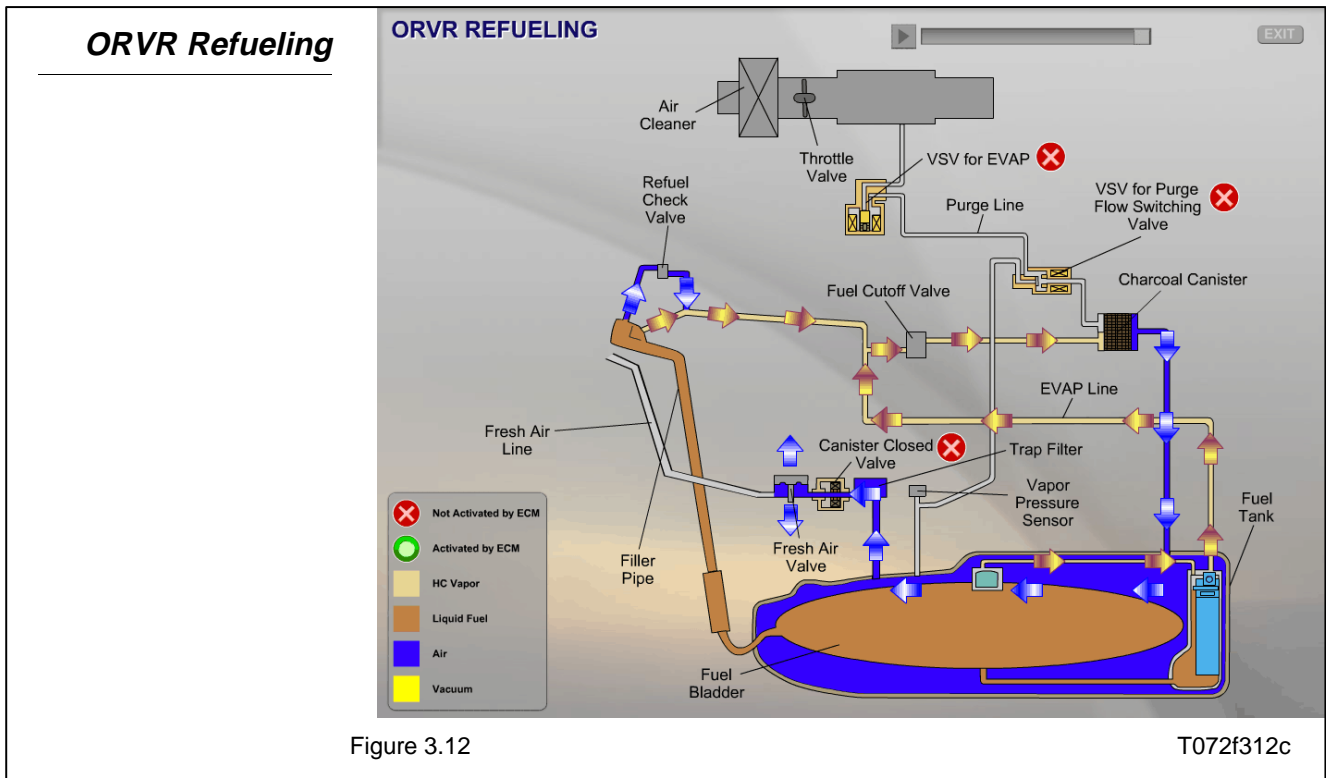 ORVR Refueling
ORVR REFUELING
EXIT
Air
Cleaner
Throttle
Valve
VSV for EVAP
VSV for Purge
Flow Switching
Valve
Refuel
Check
Valve
Purge Line
Fuel Cutoff Valve
Charcoal Canister
EVAP Line
Fresh Air
Line
Canister Closed
Valve
Trap Filter
Vapor
Pressure
Sensor
Fuel
Tank
Filler
Pipe
Fresh Air
Valve
Fuel
Bladder
Not Activated by ECM
Activated by ECM
HC Vapor
Liquid Fuel
Air
Vacuum
Figure 3.12
T072f312c